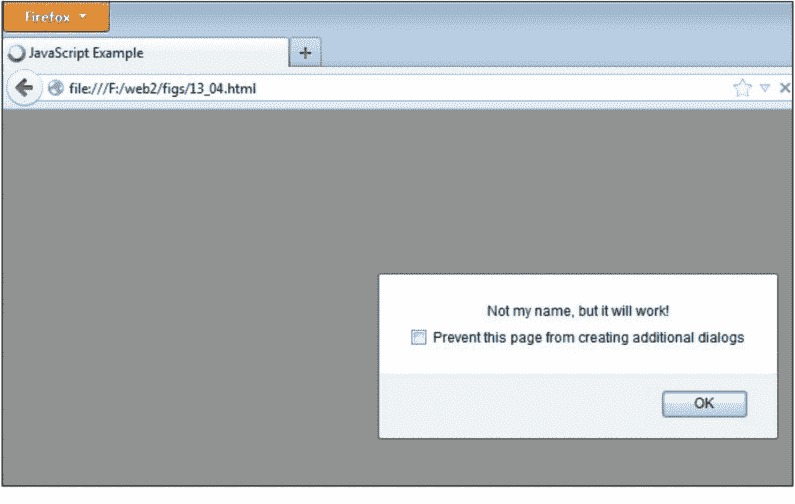 Firefox
JavaScript Example
file:///F:/web2/figs/13_04.html
Not my name, but it will work!
Prevent this page from creating additional dialogs
OK